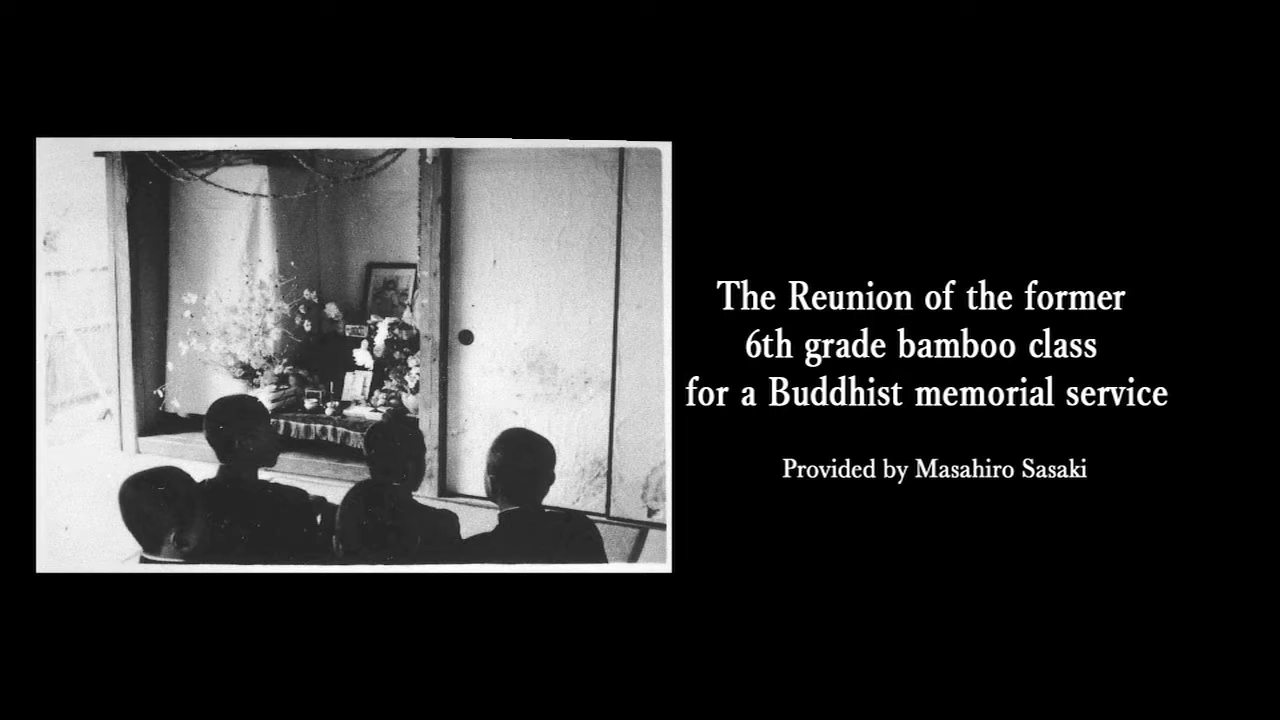 The Reunion of the former
6th grade bamboo class
for a Buddhist memorial service
Provided by Masahiro Sasaki